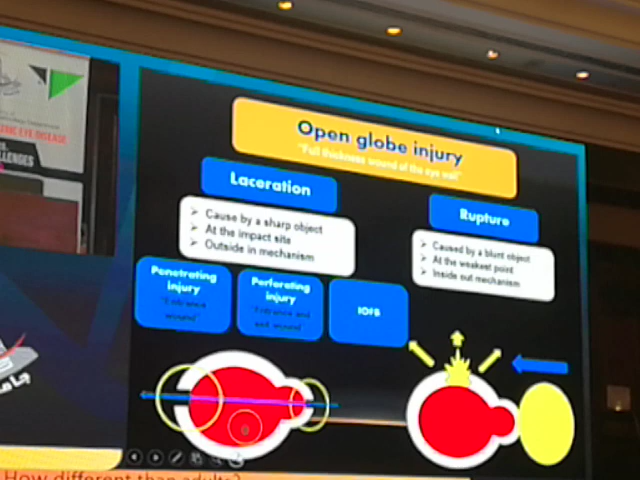 EYE DISEASE
Open globe injury
"Full thickness wound of the eye wall"
Laceration
Cause by a sharp object
At the impact site
Outside in mechanism
Rupture
Caused by a blunt object
At the weakest point
Inside out mechanism
Penetrating
injury
"Entrance
wound"
Perforating
injury
"Entrance and
exit wound"
IOFB
How different than adults?